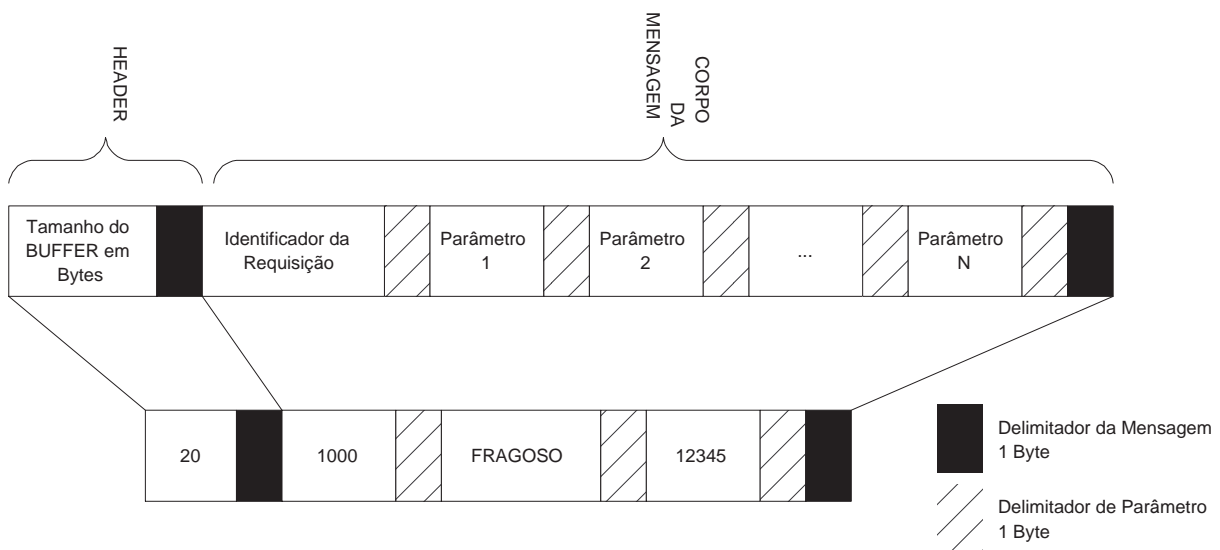 HEADER
CORPO
DA
MENSAGEM
Tamanho do
BUFFER em
Bytes
Identificador da
Requisição
Parâmetro
1
Parâmetro
2
...
Parâmetro
N
20
1000
FRAGOSO
12345
Delimitador da Mensagem
1 Byte
Delimitador de Parâmetro
1 Byte